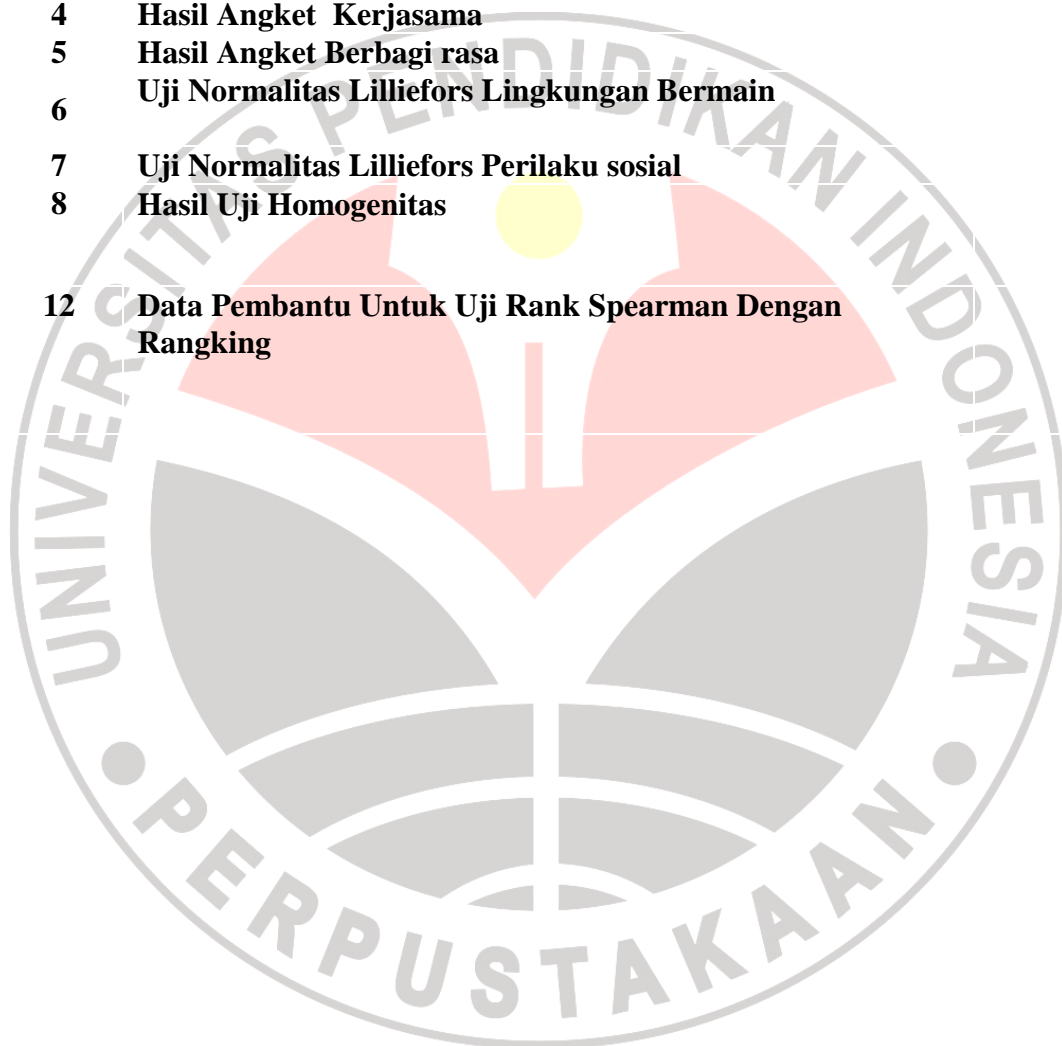 4 Hasil Angket Kerjasama
5 Hasil Angket Berbagi rasa
6 Uji Normalitas Lilliefors Lingkungan Bermain
7 Uji Normalitas Lilliefors Perilaku sosial
8 Hasil Uji Homogenitas
12 Data Pembantu Untuk Uji Rank Spearman Dengan
Rangking
UNIVERSITAS PENDIDIKAN INDONESIA
PERPUSTAKAAN